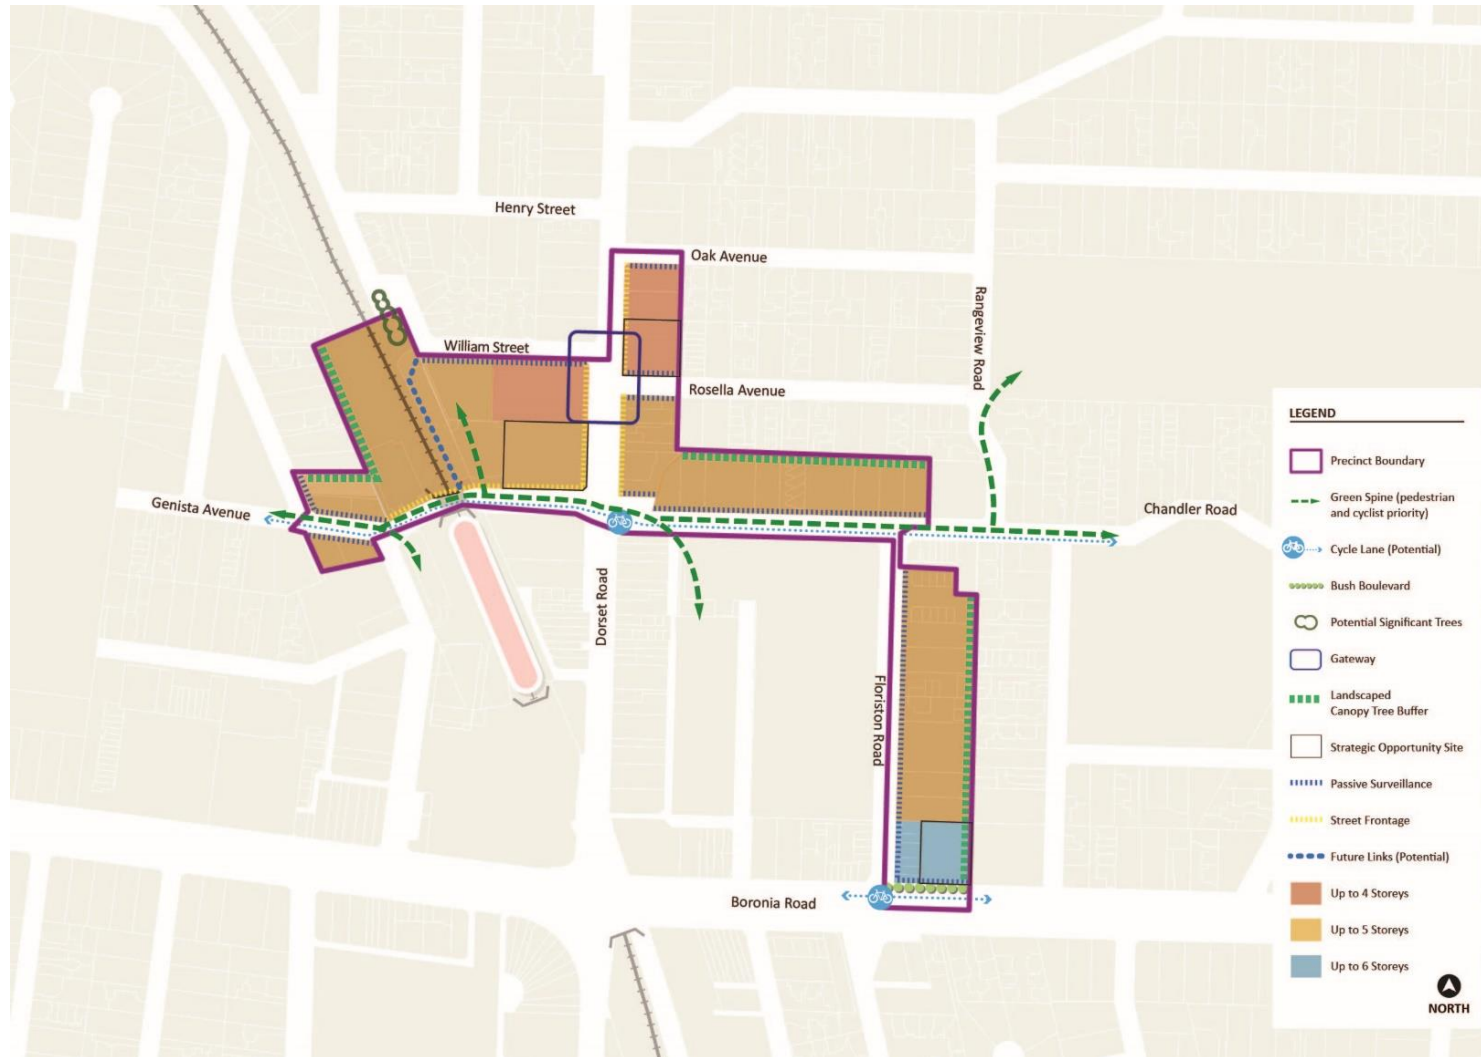 Henry Street
Oak Avenue
Rangeview Road
William Street
Rosella Avenue
Genista Avenue
Chandler Road
Dorset Road
Floriston Road
Boronia Road
LEGEND
Precinct Boundary
Green Spine (pedestrian
and cyclist priority)
Cycle Lane (Potential)
Bush Boulevard
Potential Significant Trees
Gateway
Landscaped
Canopy Tree Buffer
Strategic Opportunity Site
Passive Surveillance
Street Frontage
Future Links (Potential)
Up to 4 Storeys
Up to 5 Storeys
Up to 6 Storeys
NORTH